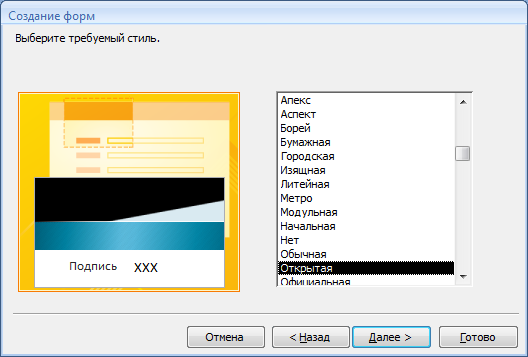 Создание форм
Выберите требуемый стиль.
Апекс
Аспект
Борей
Бумажная
Городская
Изящная
Литейная
Метро
Модульная
Начальная
Нет
Обычная
Открытая
Официальная
Подпись XXX
Отмена
< Назад
Далее >
Готово